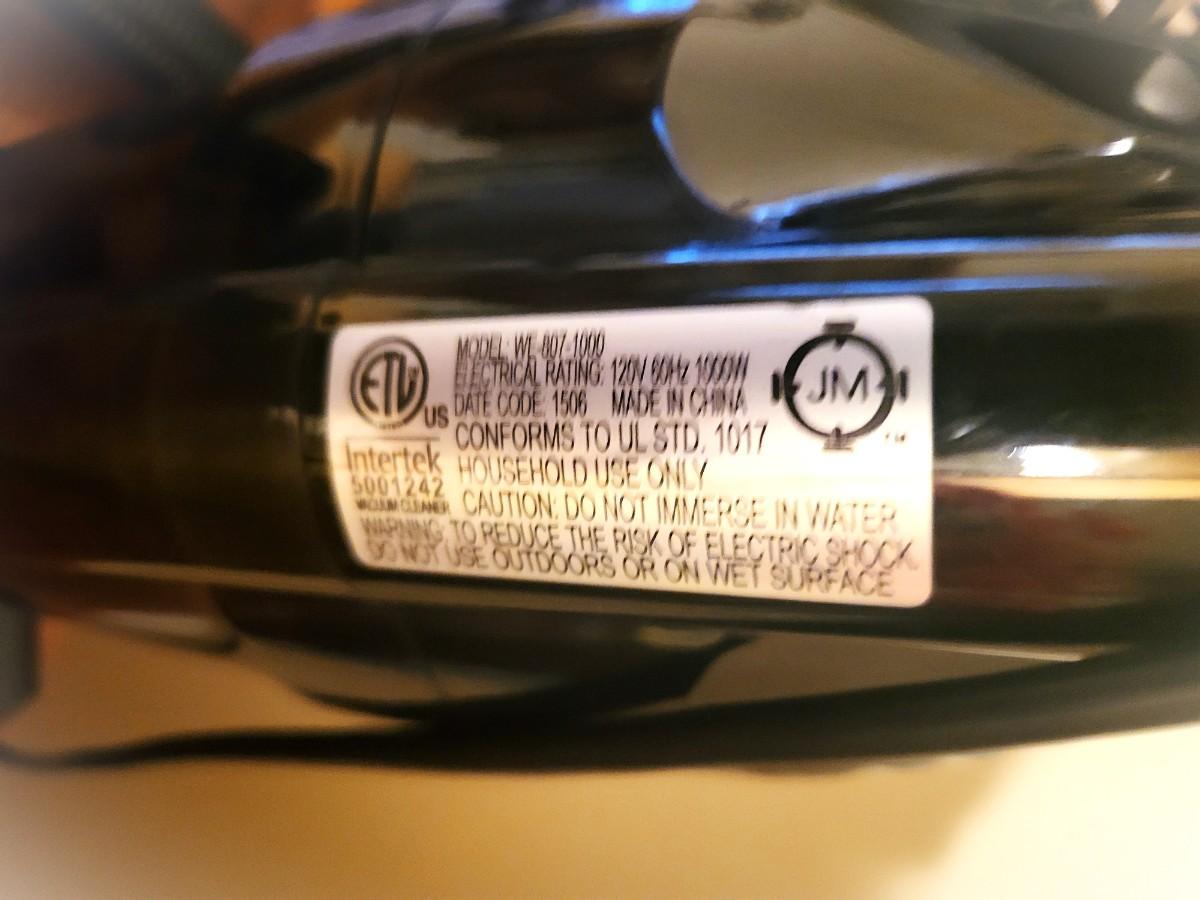 MODEL: WE-807-1000
ELECTRICAL RATING: 120V 60Hz 1000W
DATE CODE: 1506 MADE IN CHINA
CONFORMS TO UL STD. 1017
HOUSEHOLD USE ONLY
CAUTION: DO NOT IMMERSE IN WATER
WARNING: TO REDUCE THE RISK OF ELECTRIC SHOCK.
DO NOT USE OUTDOORS OR ON WET SURFACE
ETL
US
Intertek
5001242
VACUUM CLEANER
JM
TM